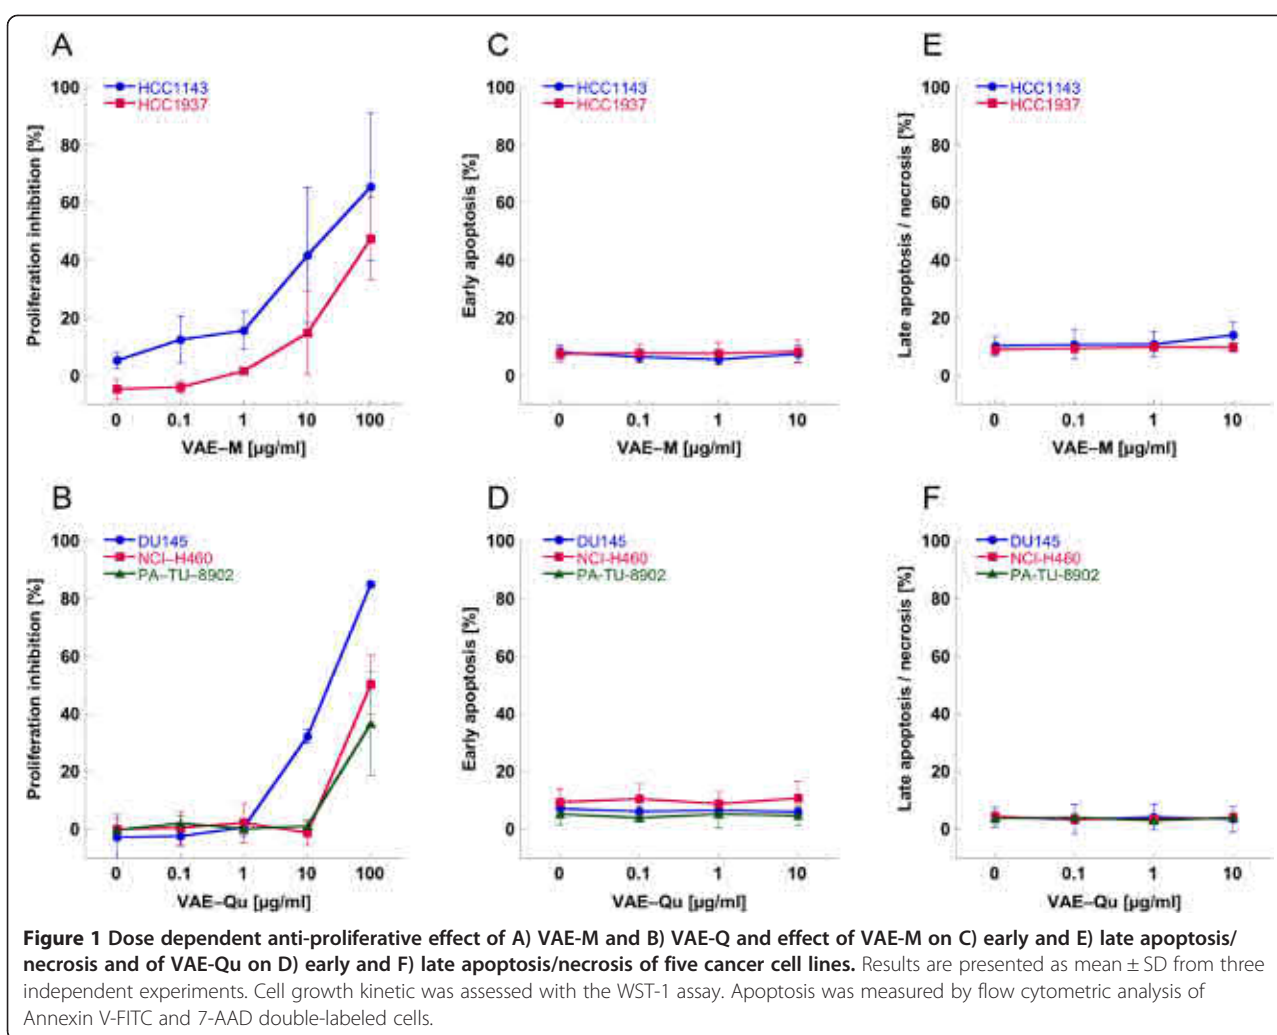 A
100
80
60
40
20
0
Proliferation inhibition [%]
HCC1143
HCC1937
0 0.1 1 10 100
VAE–M [µg/ml]
C
100
80
60
40
20
0
Early apoptosis [%]
HCC1143
HCC1937
0 0.1 1 10
VAE–M [µg/ml]
E
100
80
60
40
20
0
Late apoptosis / necrosis [%]
HCC1143
HCC1937
0 0.1 1 10
VAE–M [µg/ml]
B
100
80
60
40
20
0
Proliferation inhibition [%]
DU145
NCI–H460
PA–TU–8902
0 0.1 1 10 100
VAE–Qu [µg/ml]
D
100
80
60
40
20
0
Early apoptosis [%]
DU145
NCI-H460
PA-TU-8902
0 0.1 1 10
VAE–Qu [µg/ml]
F
100
80
60
40
20
0
Late apoptosis / necrosis [%]
DU145
NCI-H460
PA-TU-8902
0 0.1 1 10
VAE–Qu [µg/ml]
Figure 1 Dose dependent anti-proliferative effect of A) VAE-M and B) VAE-Q and effect of VAE-M on C) early and E) late apoptosis/
necrosis and of VAE-Qu on D) early and F) late apoptosis/necrosis of five cancer cell lines. Results are presented as mean ± SD from three
independent experiments. Cell growth kinetic was assessed with the WST-1 assay. Apoptosis was measured by flow cytometric analysis of
Annexin V-FITC and 7-AAD double-labeled cells.